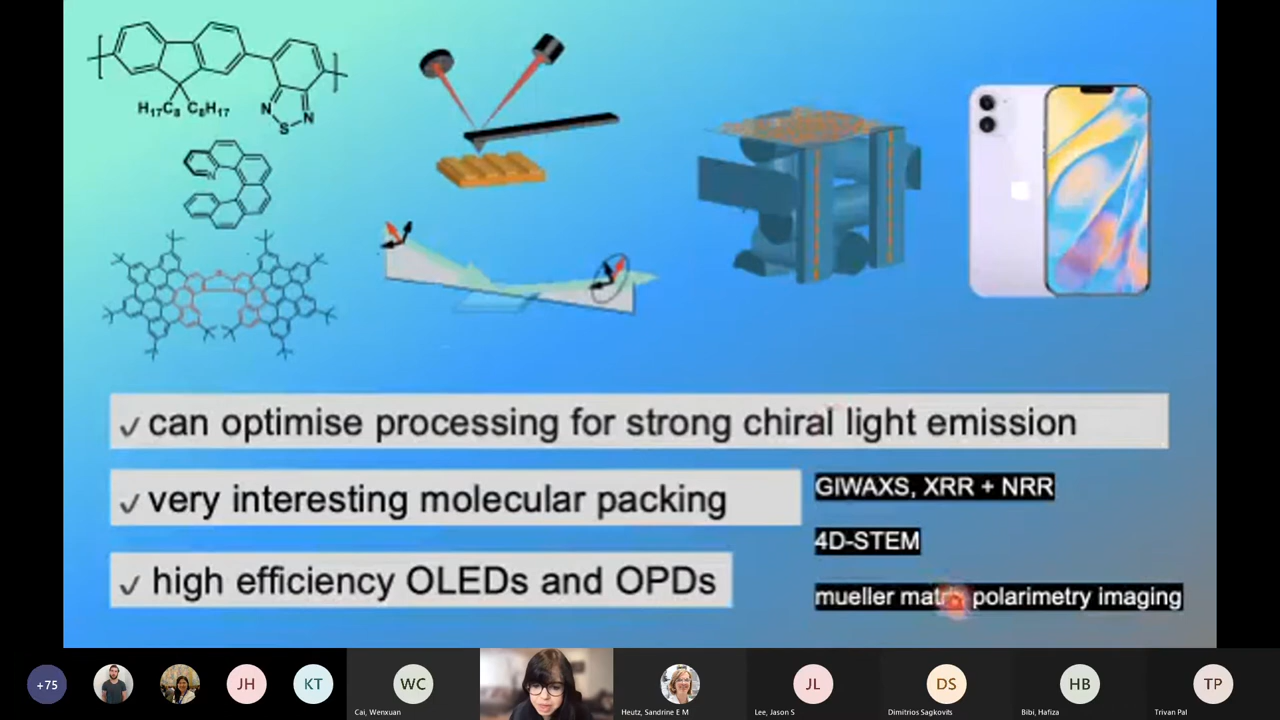 H₁₇C₈ C₈H₁₇
N N
S
N
✓ can optimise processing for strong chiral light emission
✓ very interesting molecular packing
GIWAXS, XRR + NRR
4D-STEM
✓ high efficiency OLEDs and OPDs
mueller matrix polarimetry imaging
+75
JH
KT
WC
JL
DS
HB
TP
Cai, Wenxuan
Heutz, Sandrine E M
Lee, Jason S
Dimitrios Sagkovits
Bibi, Hafiza
Trivan Pal